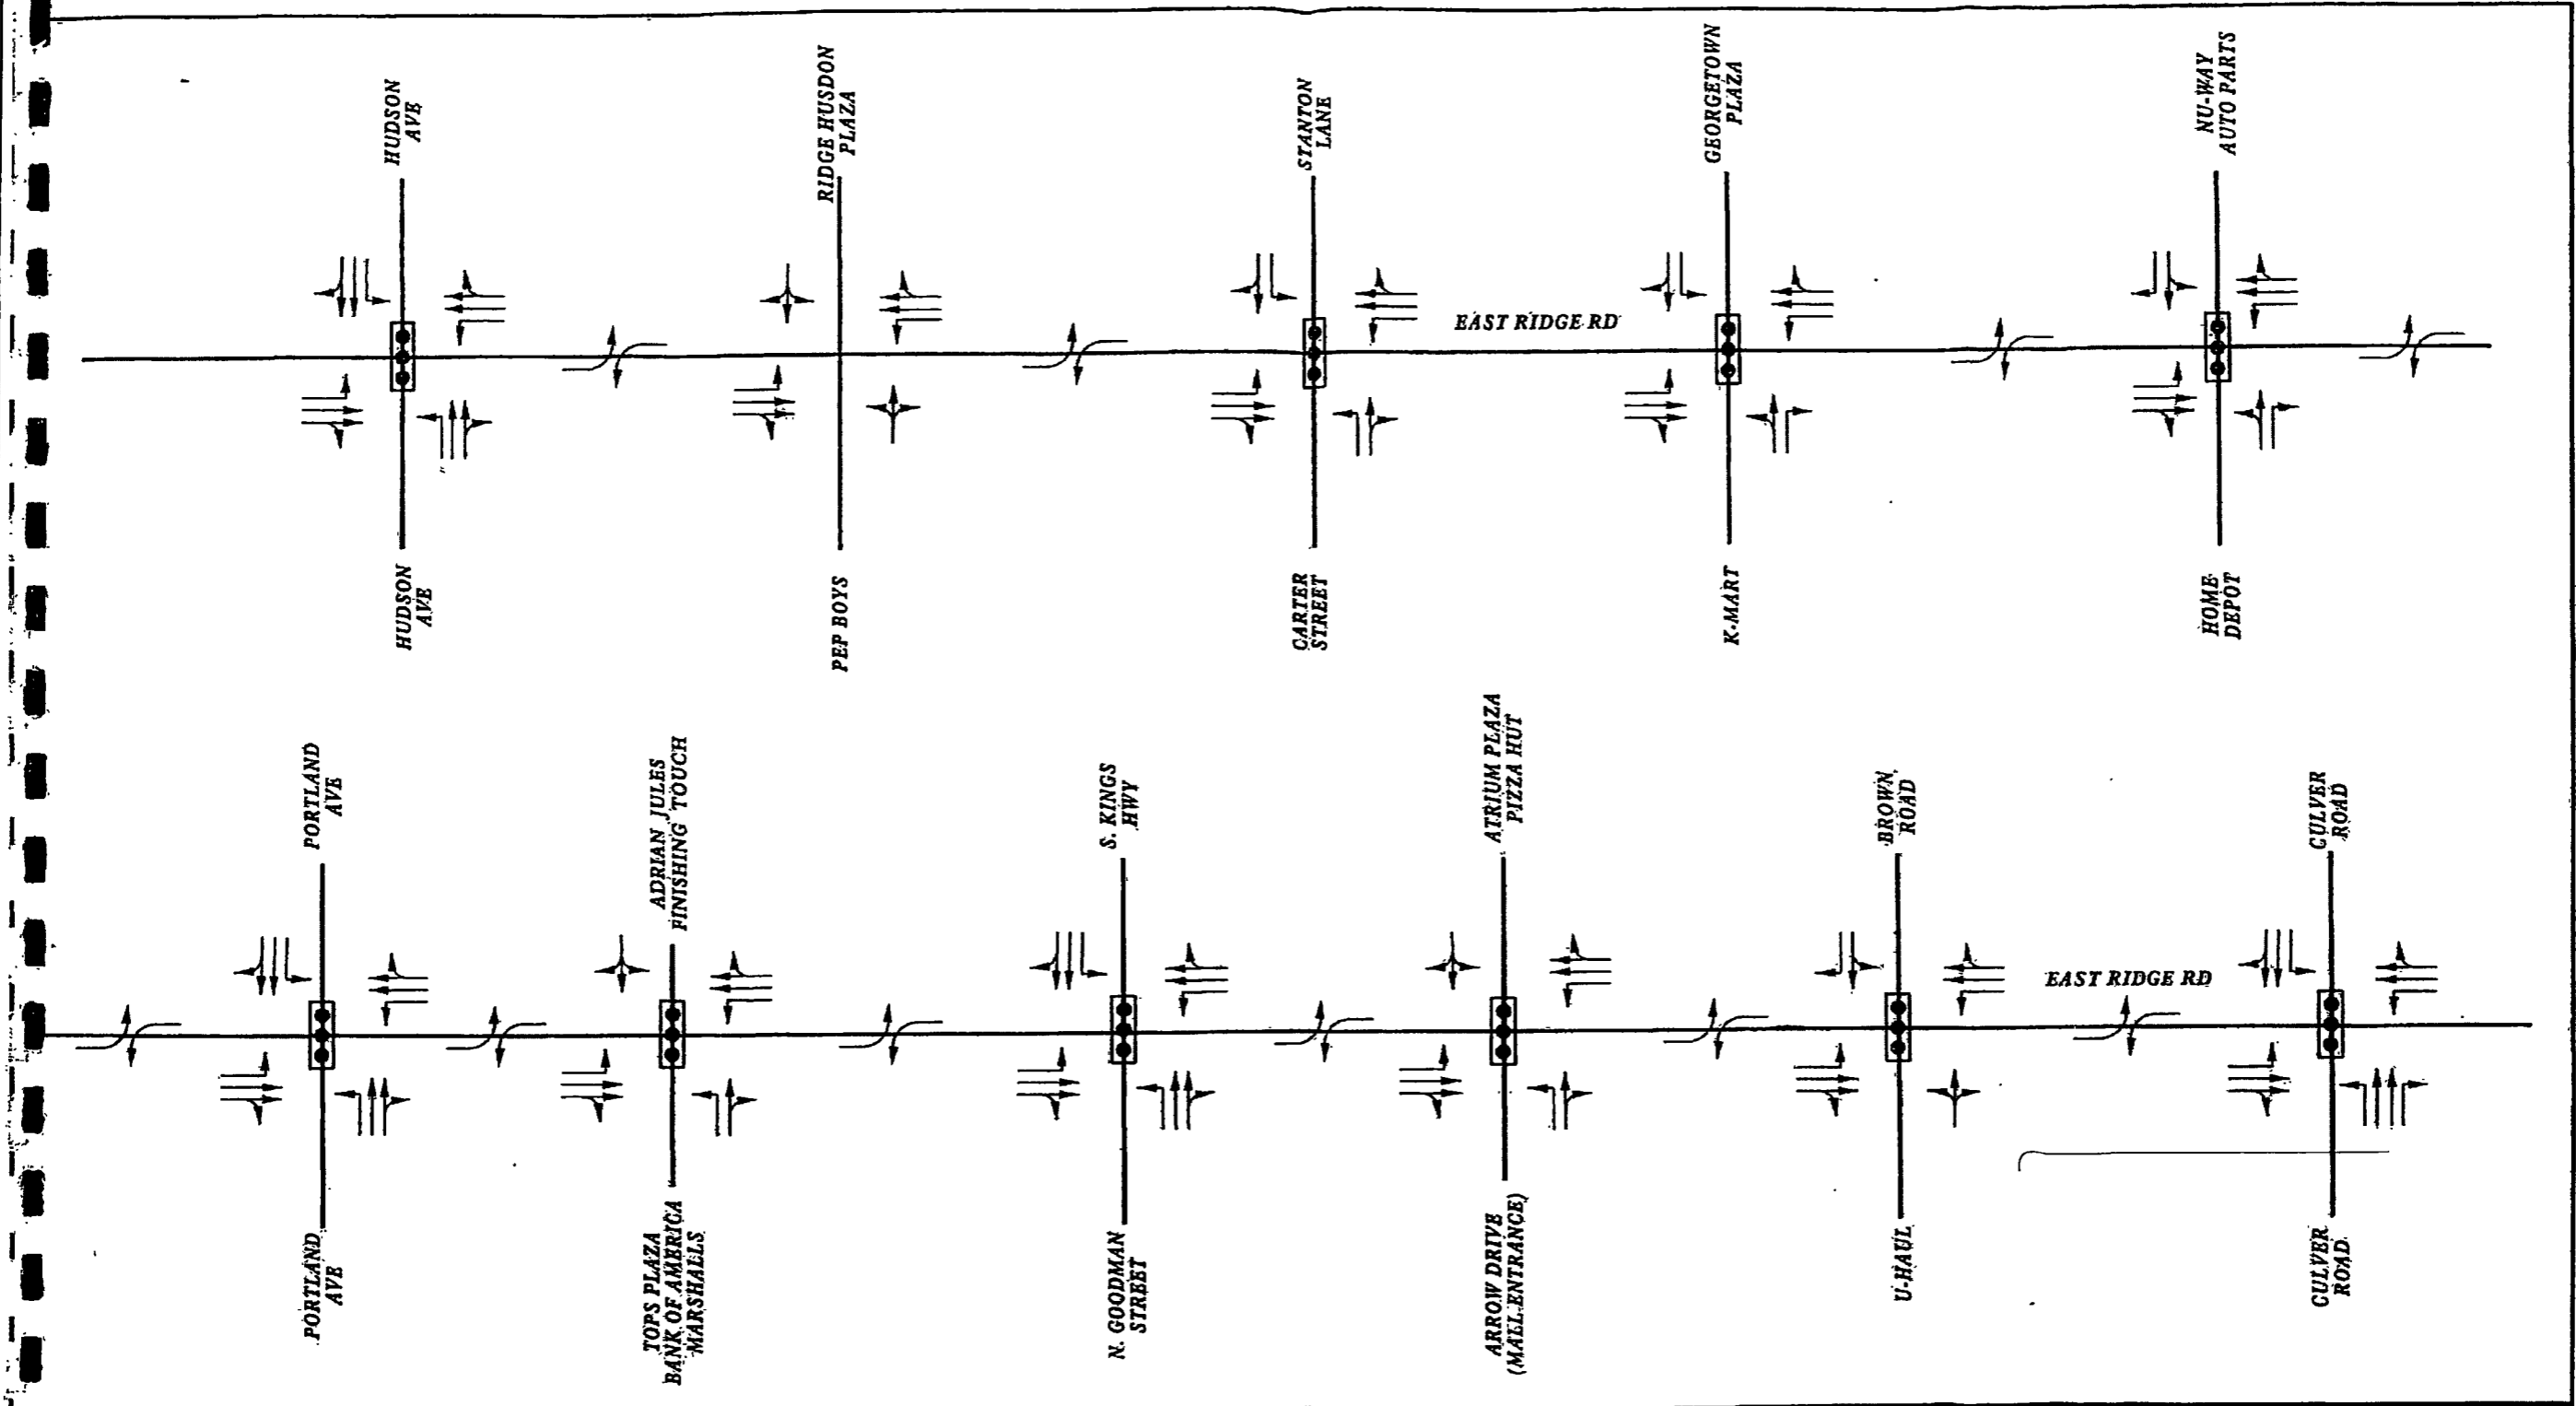 HUDSON
AVE
RIDGE HUSDON
PLAZA
STANTON
LANE
GEORGETOWN
PLAZA
NU-WAY
AUTO PARTS
EAST RIDGE RD
HUDSON
AVE
PEP BOYS
CARTER
STREET
K-MART
HOME
DEPOT
PORTLAND
AVE
ADRIAN JULES
FINISHING TOUCH
S. KINGS
HWY
ATRIUM PLAZA
PIZZA HUT
BROWN
ROAD
CULVER
ROAD
EAST RIDGE RD
PORTLAND
AVE
TOPS PLAZA
BANK OF AMERICA
MARSHALLS
N. GOODMAN
STREET
ARROW DRIVE
(MALL ENTRANCE)
U-HAUL
CULVER
ROAD